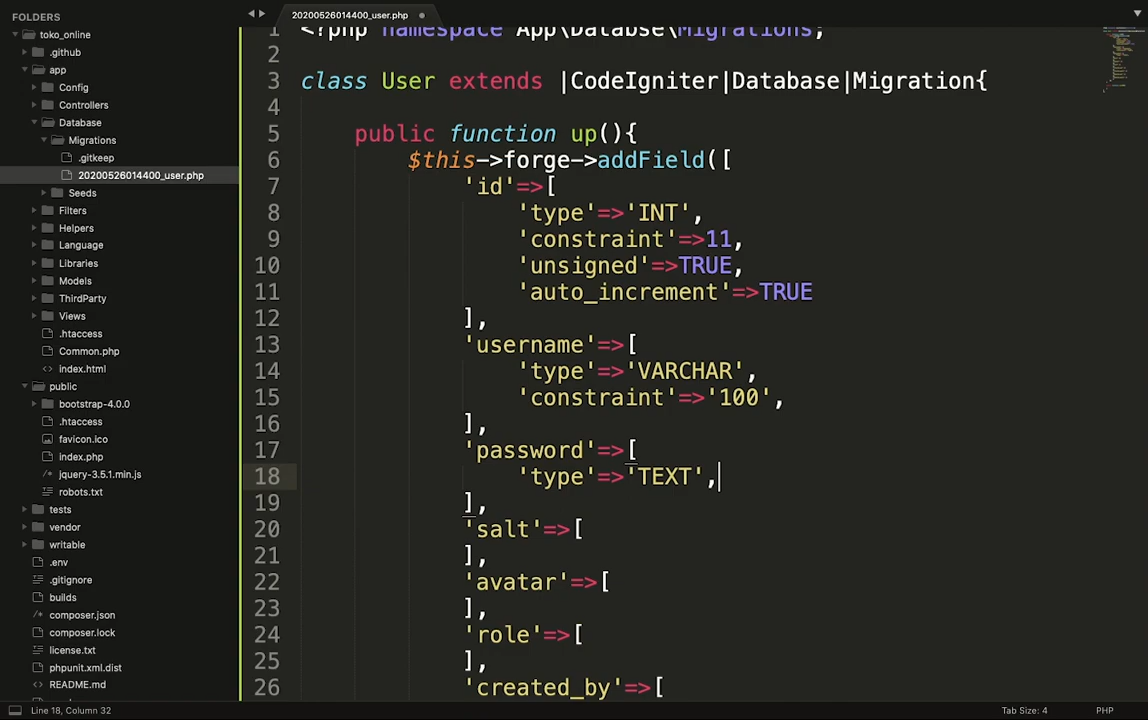 FOLDERS
toko_online
.github
app
Config
Controllers
Database
Migrations
.gitkeep
20200526014400_user.php
Seeds
Filters
Helpers
Language
Libraries
Models
ThirdParty
Views
.htaccess
Common.php
index.html
public
bootstrap-4.0.0
.htaccess
favicon.ico
index.php
jquery-3.5.1.min.js
robots.txt
tests
vendor
writable
.env
.gitignore
builds
composer.json
composer.lock
license.txt
phpunit.xml.dist
README.md
20200526014400_user.php
1 <?php namespace App\Databse\Migrations;
2
3 class User extends |CodeIgniter|Database|Migration{
4
5 public function up(){
6 $this->forge->addField([
7 'id'=>[
8 'type'=>'INT',
9 'constraint'=>11,
10 'unsigned'=>TRUE,
11 'auto_increment'=>TRUE
12 ],
13 'username'=>[
14 'type'=>'VARCHAR',
15 'constraint'=>'100',
16 ],
17 'password'=>[
18 'type'=>'TEXT',
19 ],
20 'salt'=>[
21 ],
22 'avatar'=>[
23 ],
24 'role'=>[
25 ],
26 'created_by'=>[
Line 18, Column 32
Tab Size: 4
PHP